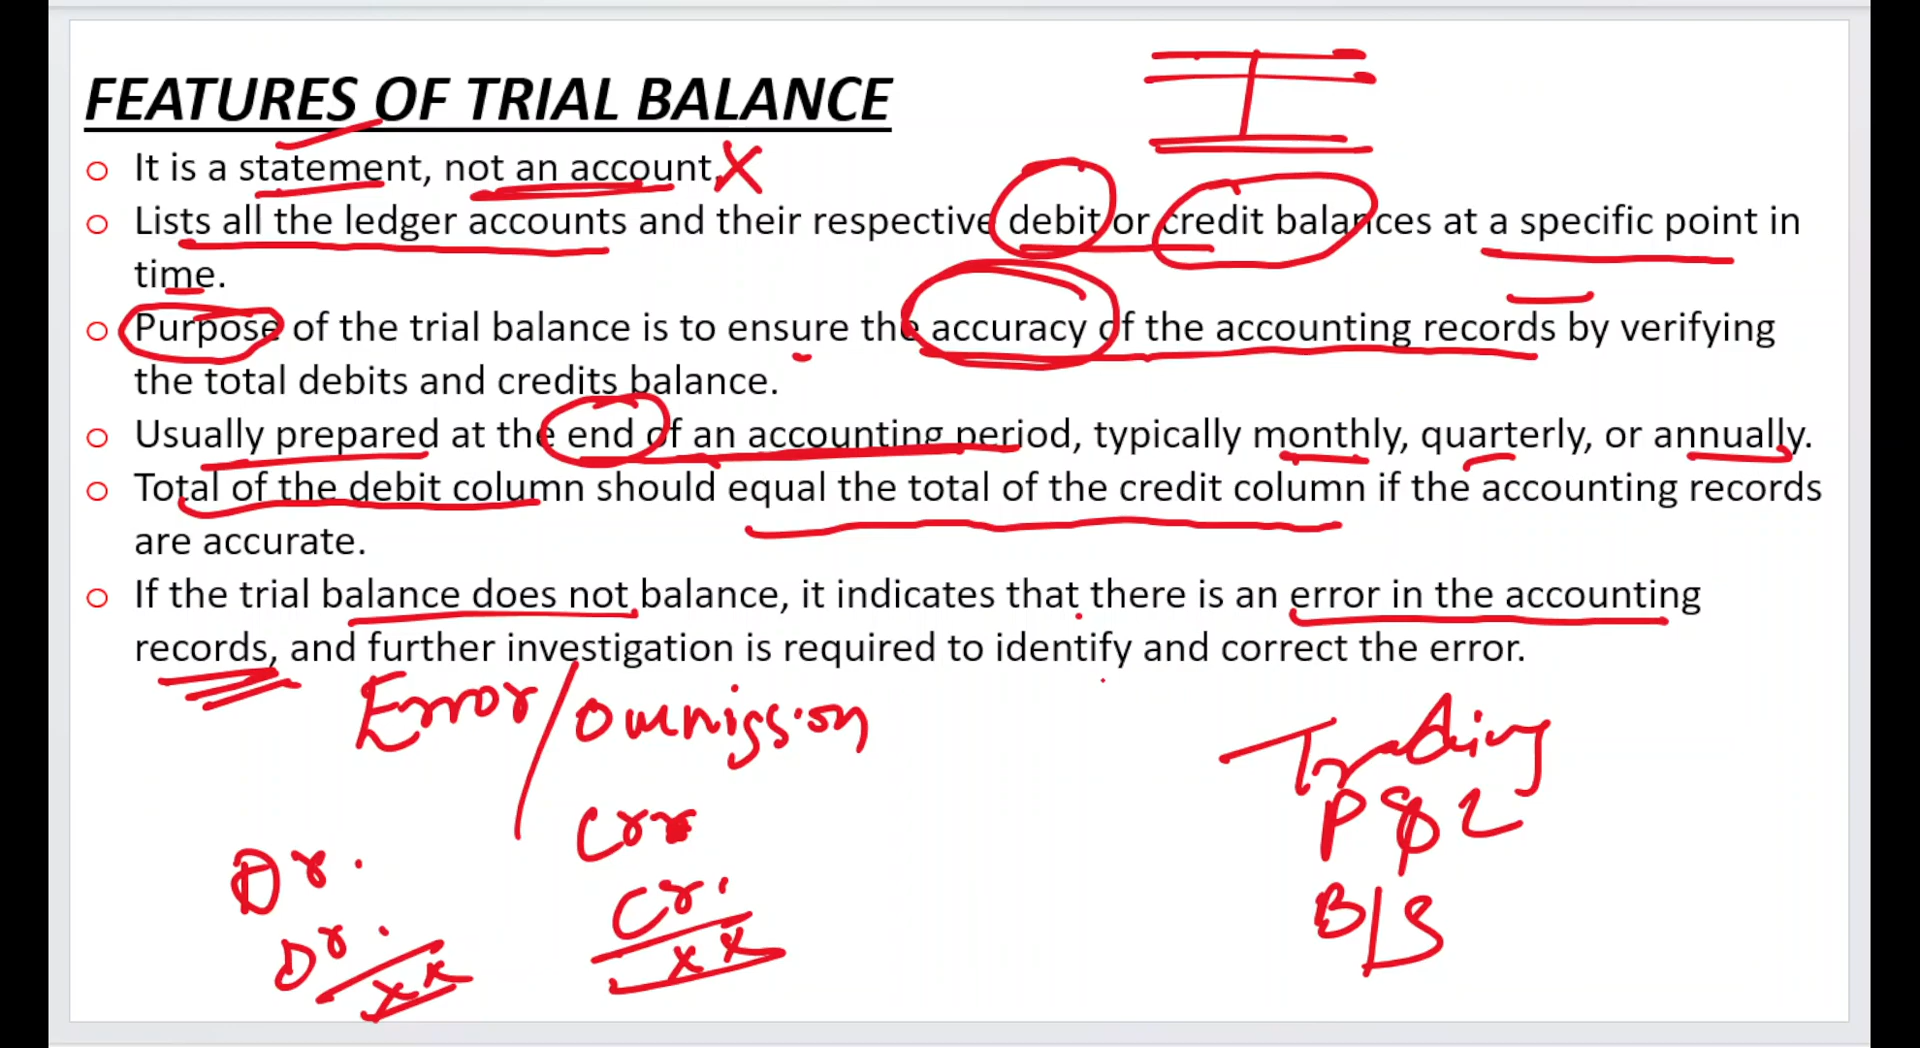 FEATURES OF TRIAL BALANCE
It is a statement, not an account.
Lists all the ledger accounts and their respective debit or credit balances at a specific point in
time.
Purpose of the trial balance is to ensure the accuracy of the accounting records by verifying
the total debits and credits balance.
Usually prepared at the end of an accounting period, typically monthly, quarterly, or annually.
Total of the debit column should equal the total of the credit column if the accounting records
are accurate.
If the trial balance does not balance, it indicates that there is an error in the accounting
records, and further investigation is required to identify and correct the error.
Error/
Trading
P & L
Dr.
Cr.
B/S
Dr.
xx
xx